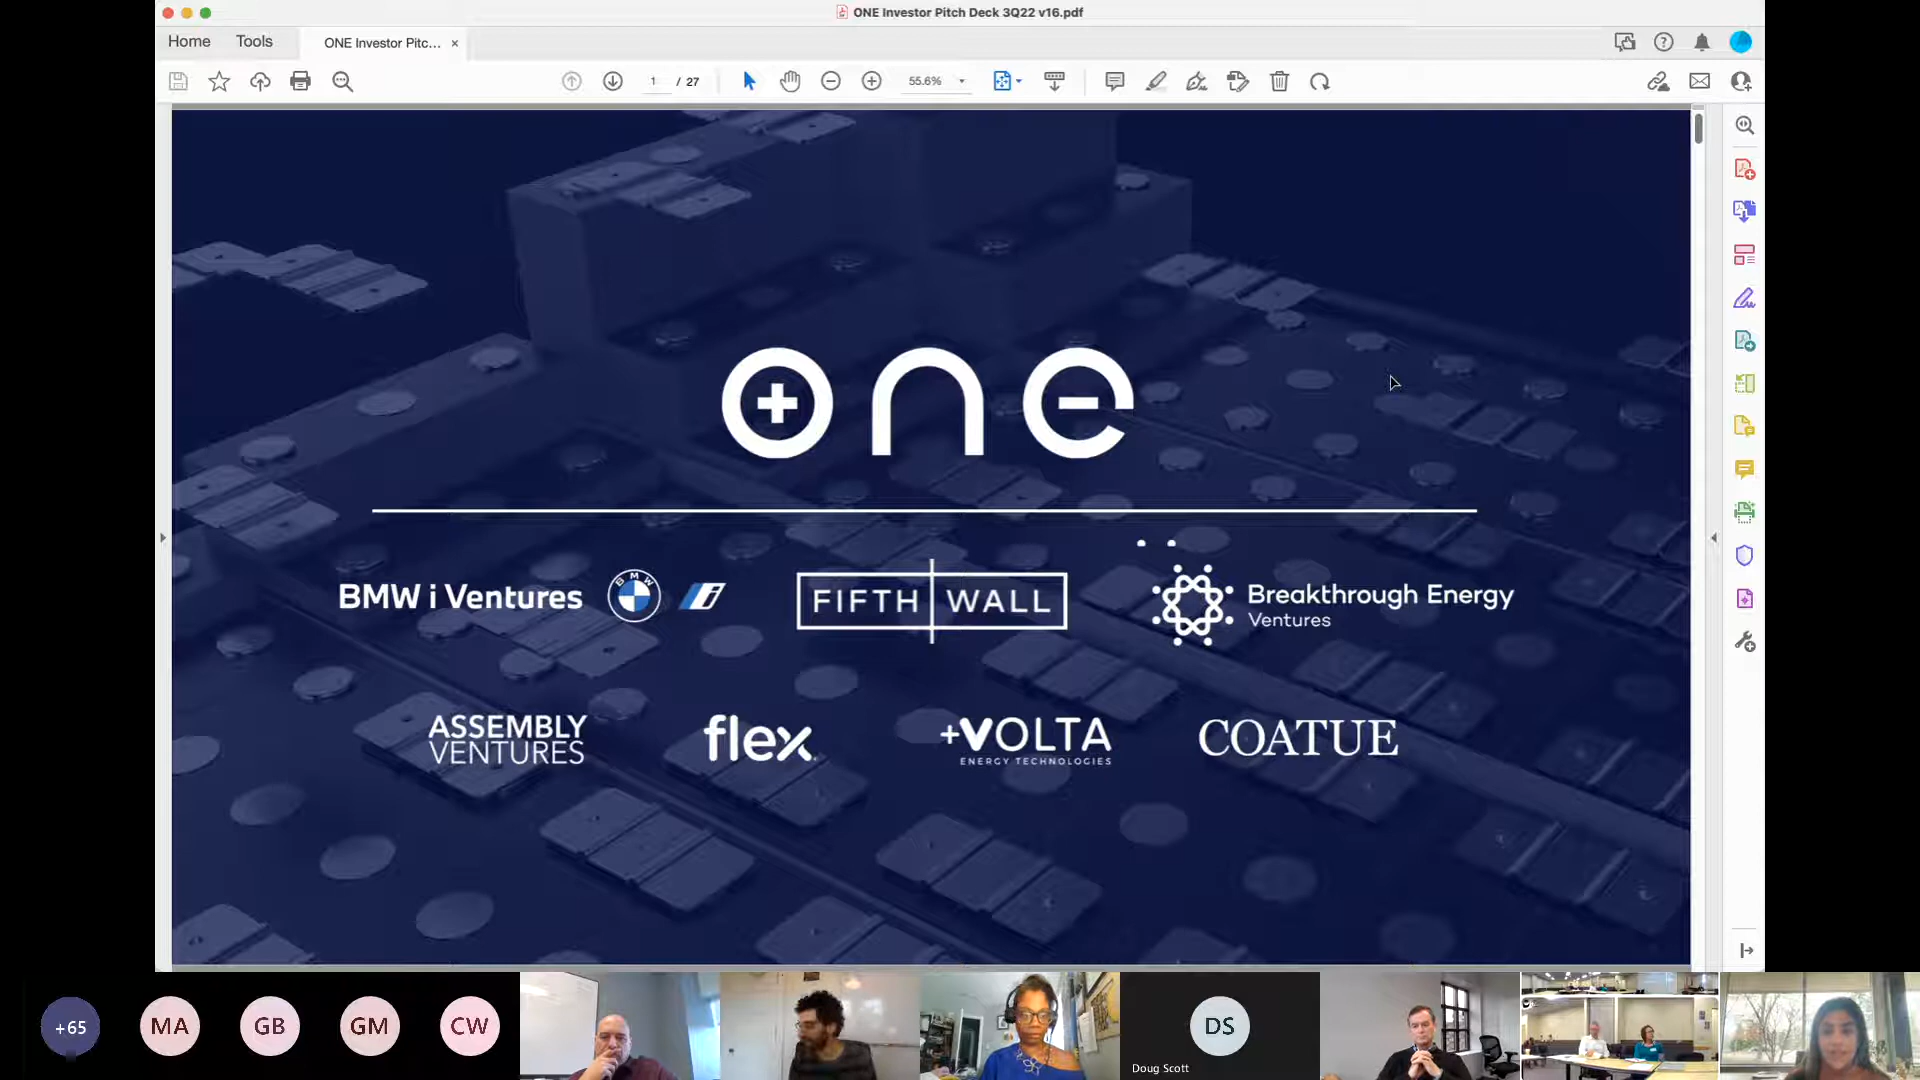 ONE Investor Pitch Deck 3Q22 v16.pdf
Home Tools ONE Investor Pitc... ×
1 / 27 55.6%
one
BMW i Ventures BMW
FIFTH WALL
Breakthrough Energy
Ventures
ASSEMBLY
VENTURES
flex
+VOLTA
ENERGY TECHNOLOGIES
COATUE
+65 MA GB GM CW DS
Doug Scott